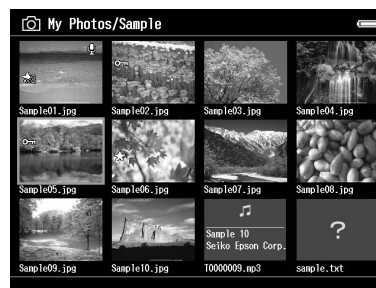 My Photos/Sample
Sample01.jpg
Sample02.jpg
Sample03.jpg
Sample04.jpg
Sample05.jpg
Sample06.jpg
Sample07.jpg
Sample08.jpg
Sample 10
Seiko Epson Corp.
?
Sample09.jpg
Sample10.jpg
T0000009.mp3
sample.txt